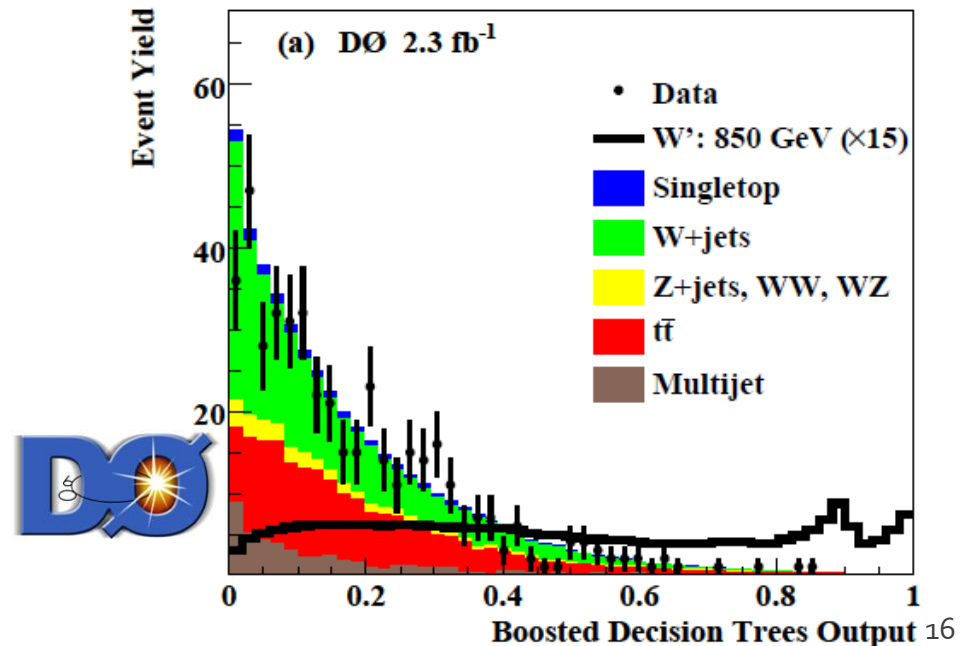 (a) DØ 2.3 fb⁻¹
Event Yield
60
40
20
Data
W': 850 GeV (×15)
Singletop
W+jets
Z+jets, WW, WZ
tt̅
Multijet
DØ
0 0.2 0.4 0.6 0.8 1
Boosted Decision Trees Output
16